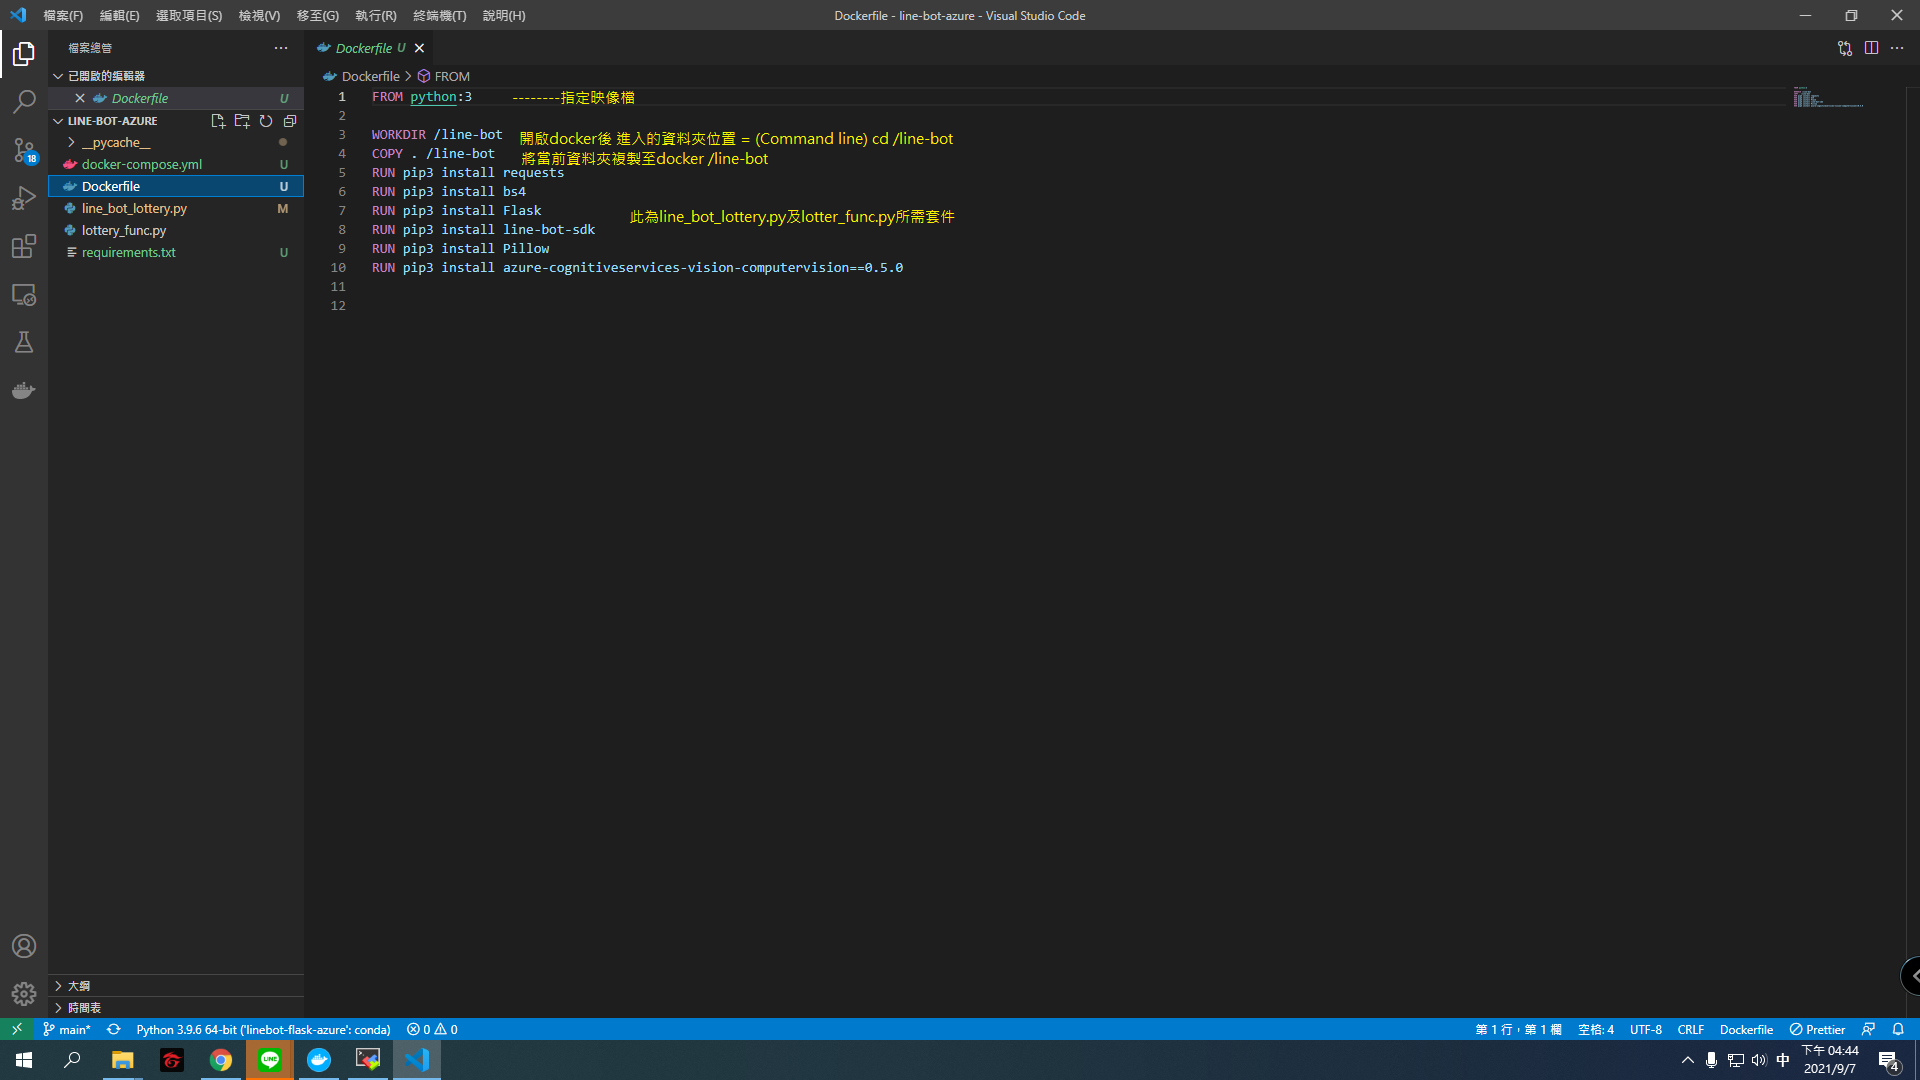 檔案(F) 編輯(E) 選取項目(S) 檢視(V) 移至(G) 執行(R) 終端機(T) 說明(H) Dockerfile - line-bot-azure - Visual Studio Code
檔案總管
Dockerfile U
已開啟的編輯器
Dockerfile U
LINE-BOT-AZURE
__pycache__
docker-compose.yml U
Dockerfile U
line_bot_lottery.py M
lottery_func.py
requirements.txt U
大綱
時間表
18
Dockerfile > FROM
1 FROM python:3 --------指定映像檔
2
3 WORKDIR /line-bot 開啟docker後 進入的資料夾位置 = (Command line) cd /line-bot
4 COPY . /line-bot 將當前資料夾複製至docker /line-bot
5 RUN pip3 install requests
6 RUN pip3 install bs4
7 RUN pip3 install Flask 此為line_bot_lottery.py及lotter_func.py所需套件
8 RUN pip3 install line-bot-sdk
9 RUN pip3 install Pillow
10 RUN pip3 install azure-cognitiveservices-vision-computervision==0.5.0
11
12
main* Python 3.9.6 64-bit ('linebot-flask-azure': conda) 0 0 第 1 行，第 1 欄 空格: 4 UTF-8 CRLF Dockerfile Prettier
LINE 中 下午 04:44
2021/9/7 4